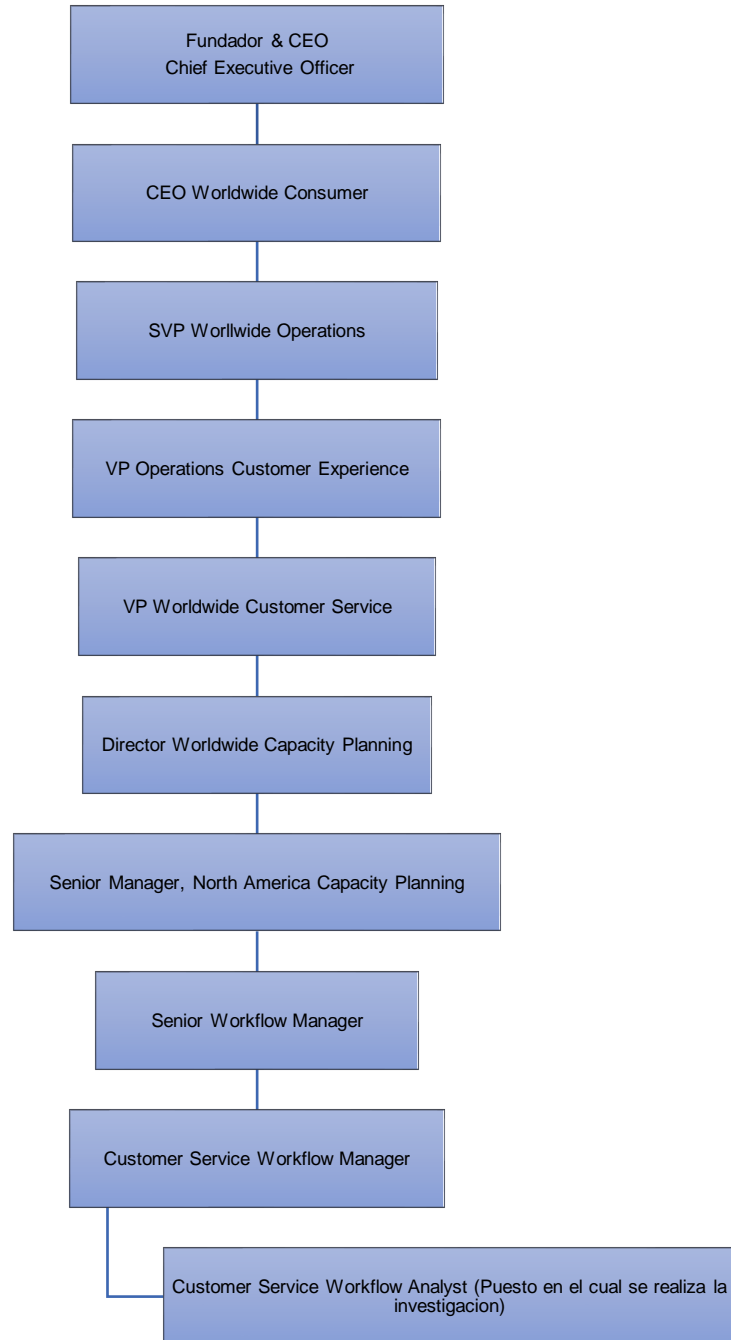 Fundador & CEO
Chief Executive Officer
CEO Worldwide Consumer
SVP Worllwide Operations
VP Operations Customer Experience
VP Worldwide Customer Service
Director Worldwide Capacity Planning
Senior Manager, North America Capacity Planning
Senior Workflow Manager
Customer Service Workflow Manager
Customer Service Workflow Analyst (Puesto en el cual se realiza la
investigacion)